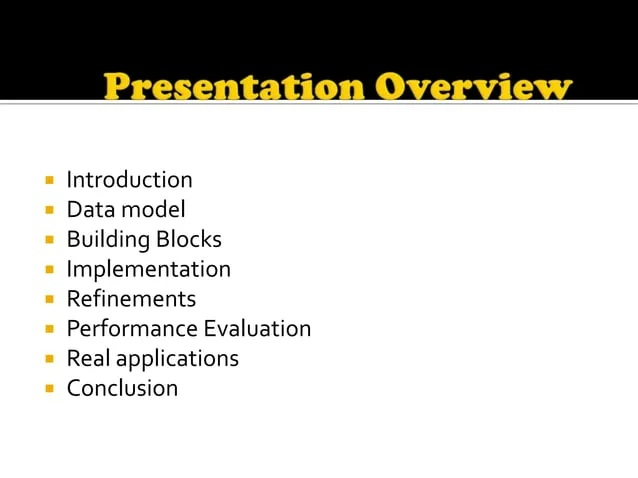 Presentation Overview
Introduction
Data model
Building Blocks
Implementation
Refinements
Performance Evaluation
Real applications
Conclusion